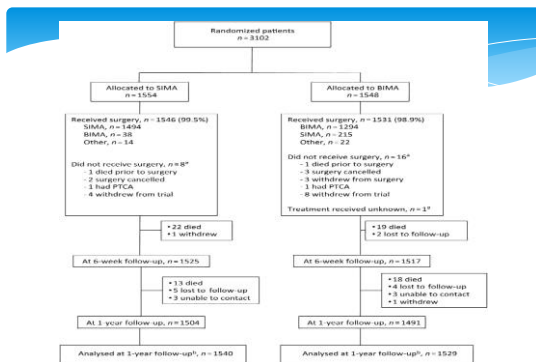 Randomized patients
n = 3102
Allocated to SIMA
n = 1554
Received surgery, n = 1546 (99.5%)
SIMA, n = 1494
BIMA, n = 38
Other, n = 14
Did not receive surgery, n = 8ᵃ
- 1 died prior to surgery
- 2 surgery cancelled
- 1 had PTCA
- 4 withdrew from trial
• 22 died
• 1 withdrew
At 6-week follow-up, n = 1525
• 13 died
• 5 lost to follow-up
• 3 unable to contact
At 1 year follow-up, n = 1504
Analysed at 1-year follow-upᵇ, n = 1540
Allocated to BIMA
n = 1548
Received surgery, n = 1531 (98.9%)
BIMA, n = 1294
SIMA, n = 215
Other, n = 22
Did not receive surgery, n = 16ᵃ
- 1 died prior to surgery
- 3 surgery cancelled
- 3 withdrew from surgery
- 1 had PTCA
- 8 withdrew from trial
Treatment received unknown, n = 1ᵃ
• 19 died
• 2 lost to follow-up
At 6-week follow-up, n = 1517
• 18 died
• 4 lost to follow-up
• 3 unable to contact
• 1 withdrew
At 1-year follow-up, n = 1491
Analysed at 1-year follow-upᵇ, n = 1529